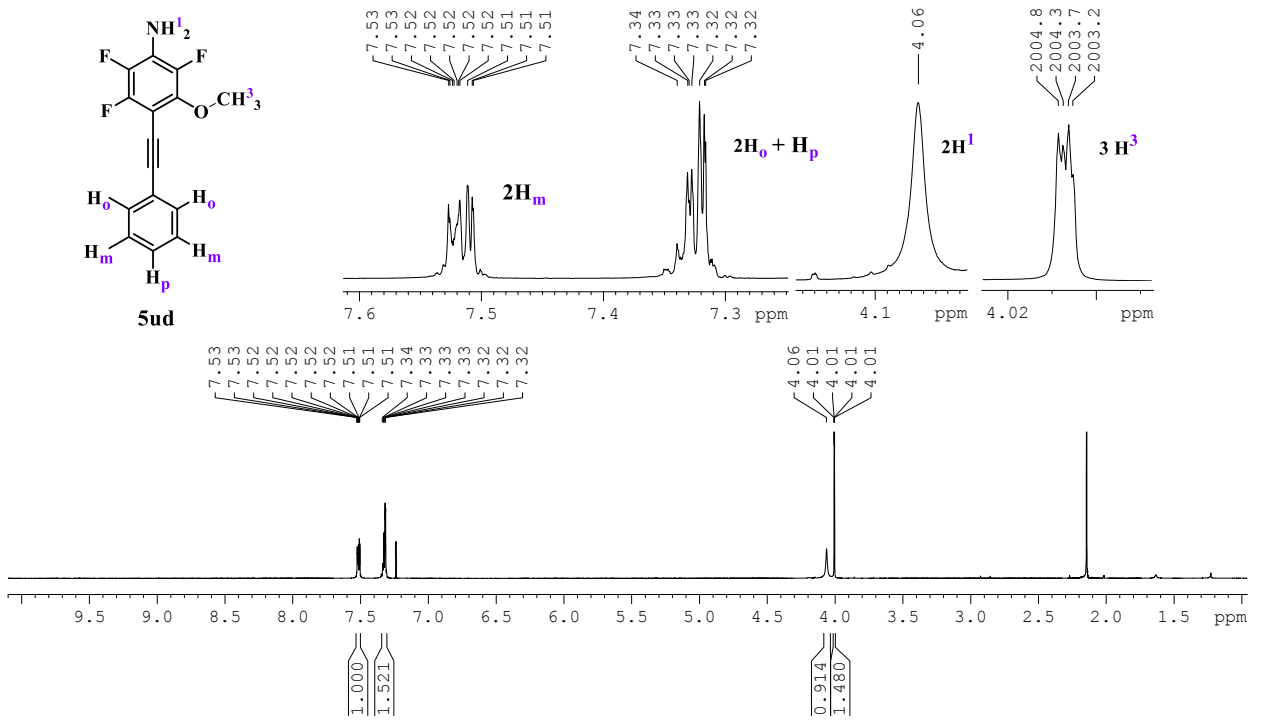 NH¹₂
F F
F O CH³₃
Hₒ Hₒ
Hₘ Hₘ
Hₚ
5ud
7.53 7.53 7.52 7.52 7.52 7.52 7.52 7.51 7.51 7.51
7.34 7.33 7.33 7.33 7.32 7.32 7.32
4.06
2004.8 2004.3 2003.7 2003.2
2Hₘ
2Hₒ + Hₚ
2H¹
3 H³
7.6 7.5 7.4 7.3 ppm
4.1 ppm
4.02 ppm
7.53 7.53 7.52 7.52 7.52 7.52 7.52 7.51 7.51 7.51 7.34 7.33 7.33 7.33 7.32 7.32 7.32
4.06 4.01 4.01 4.01 4.01
9.5 9.0 8.5 8.0 7.5 7.0 6.5 6.0 5.5 5.0 4.5 4.0 3.5 3.0 2.5 2.0 1.5 ppm
1.000 1.521 0.914 1.480